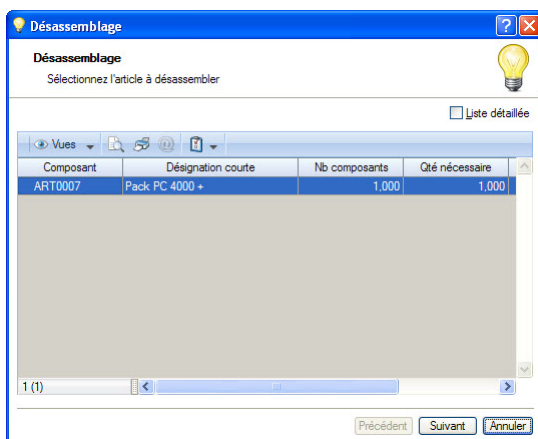 Désassemblage
Désassemblage
Sélectionnez l'article à désassembler
Liste détaillée
Vues
Composant Désignation courte Nb composants Qté nécessaire
ART0007 Pack PC 4000 + 1,000 1,000
1 (1)
Précédent Suivant Annuler